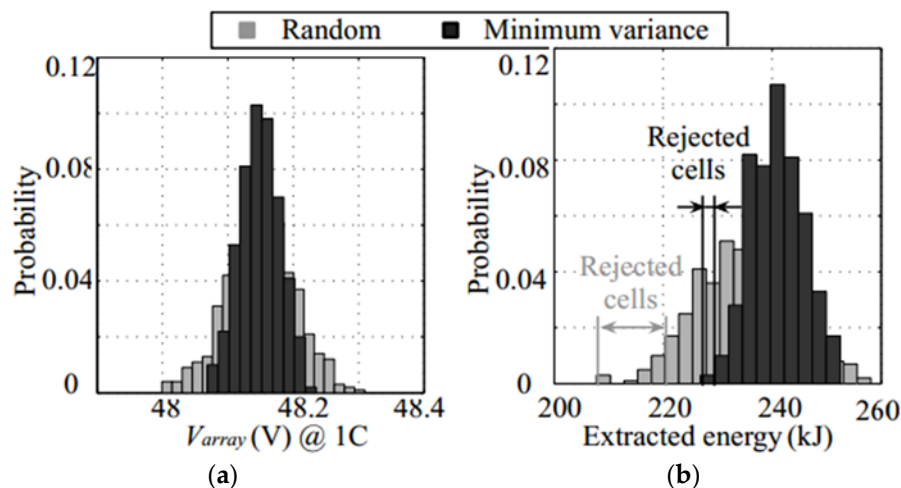 Random Minimum variance
0.12
0.08
0.04
0
Probability
48 48.2 48.4
Varray (V) @ 1C
(a)
0.12
0.08
0.04
0
Probability
Rejected
cells
Rejected
cells
200 220 240 260
Extracted energy (kJ)
(b)